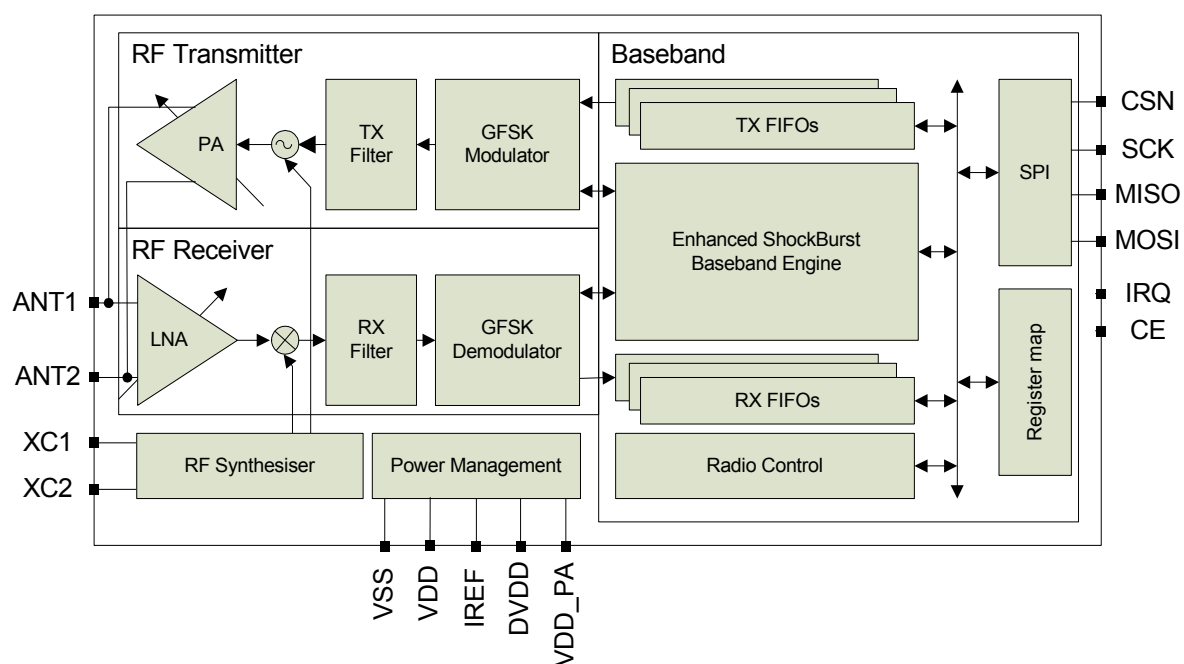 RF Transmitter
PA
TX
Filter
GFSK
Modulator
RF Receiver
LNA
RX
Filter
GFSK
Demodulator
RF Synthesiser
Power Management
Baseband
TX FIFOs
Enhanced ShockBurst
Baseband Engine
RX FIFOs
Radio Control
SPI
Register map
ANT1
ANT2
XC1
XC2
CSN
SCK
MISO
MOSI
IRQ
CE
VSS
VDD
IREF
DVDD
VDD_PA